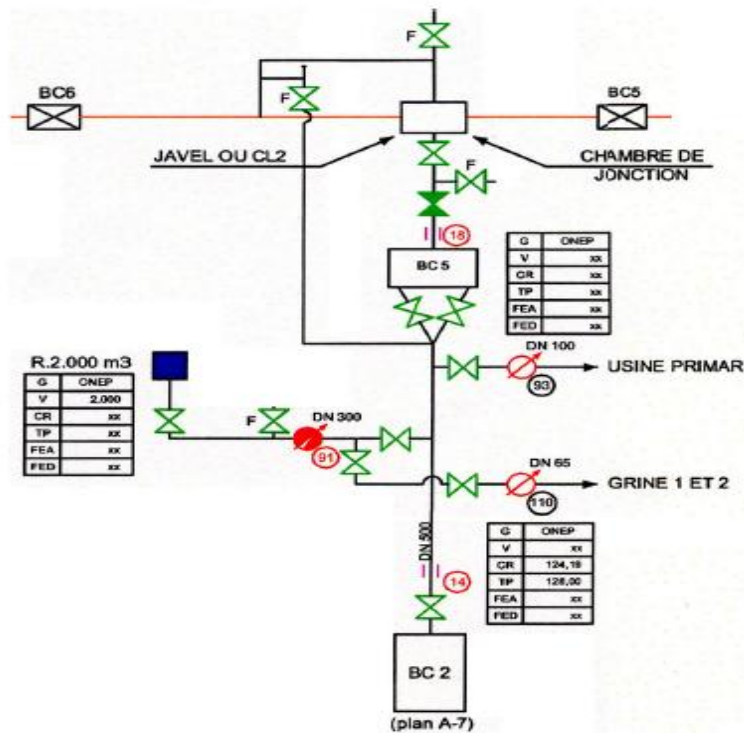 F
BC6
F
BC5
JAVEL OU CL2
CHAMBRE DE JONCTION
F
18
BC 5
G ONEP
V xx
CR xx
TP xx
FEA xx
FED xx
DN 100
USINE PRIMAR
93
R.2.000 m3
G ONEP
V 2.000
CR xx
TP xx
FEA xx
FED xx
F
DN 300
91
DN 65
GRINE 1 ET 2
110
DN 500
G ONEP
V xx
CR 124,19
TP 128,00
FEA xx
FED xx
14
BC 2
(plan A-7)